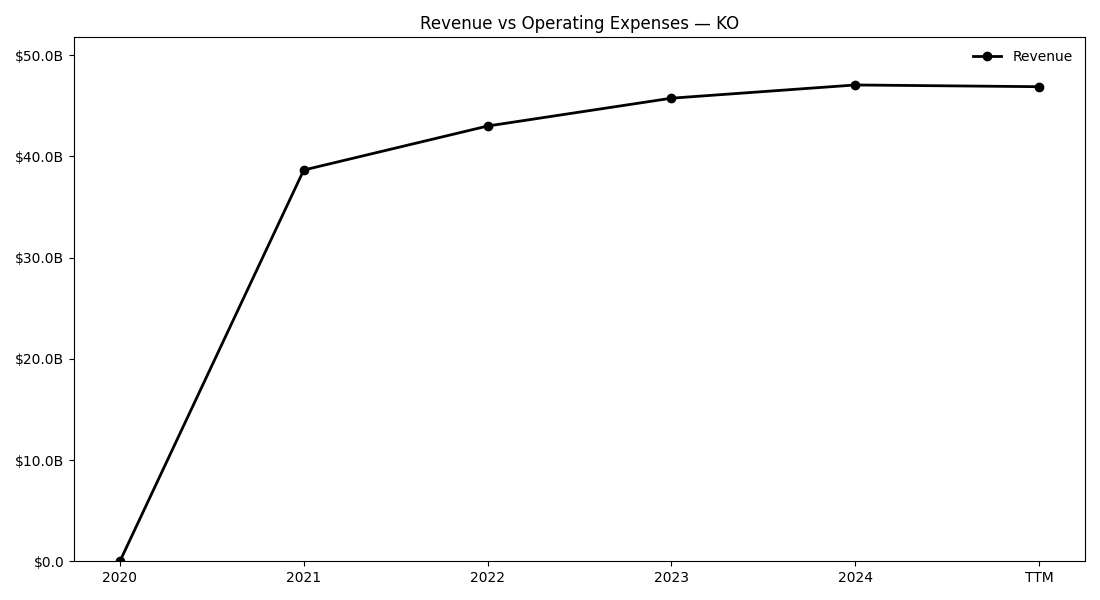 Revenue vs Operating Expenses — KO
$50.0B
Revenue
$40.0B
$30.0B
$20.0B
$10.0B
$0.0
2020 2021 2022 2023 2024 TTM